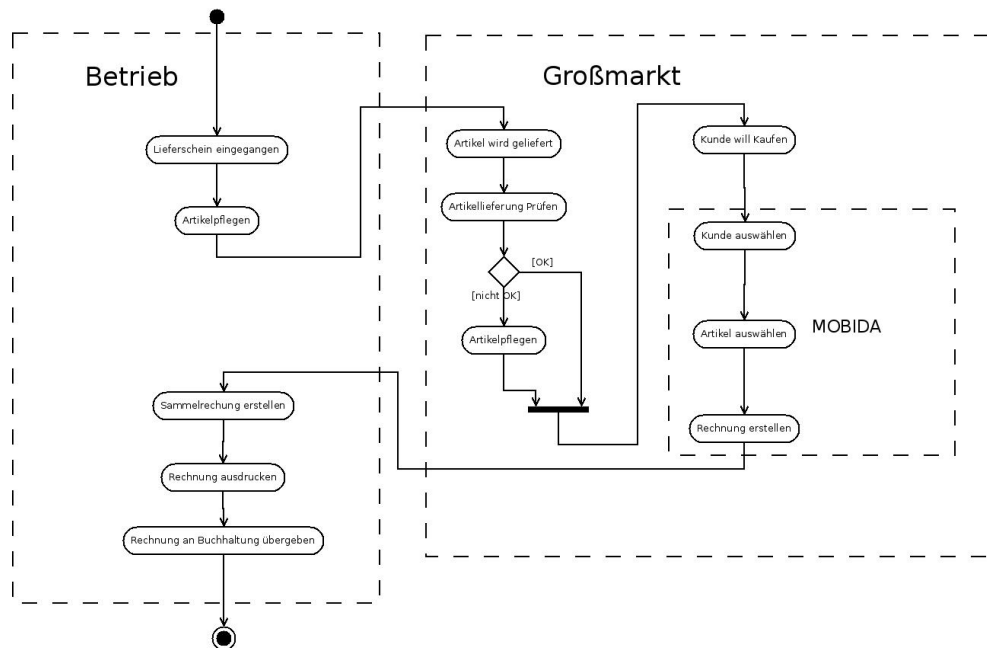 Betrieb
Lieferschein eingegangen
Artikelpflegen
Großmarkt
Artikel wird geliefert
Artikellieferung Prüfen
[OK]
[nicht OK]
Artikelpflegen
Kunde will Kaufen
Kunde auswählen
Artikel auswählen
MOBIDA
Rechnung erstellen
Sammelrechung erstellen
Rechnung ausdrucken
Rechnung an Buchhaltung übergeben